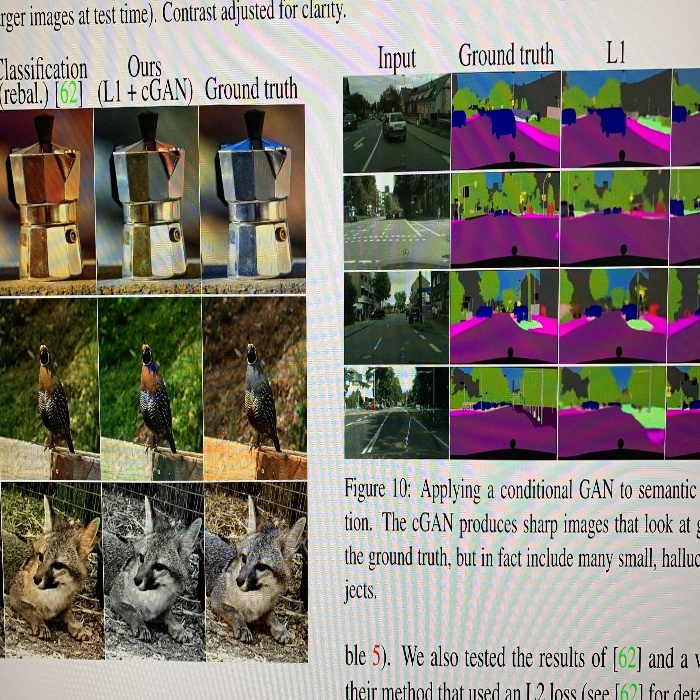 rger images at test time). Contrast adjusted for clarity.
Classification Ours
(rebal.) [62] (L1 + cGAN) Ground truth
Input Ground truth L1
Figure 10: Applying a conditional GAN to semantic
tion. The cGAN produces sharp images that look at g
the ground truth, but in fact include many small, halluc
jects.
ble 5). We also tested the results of [62] and a v
their method that used an L2 loss (see [62] for deta